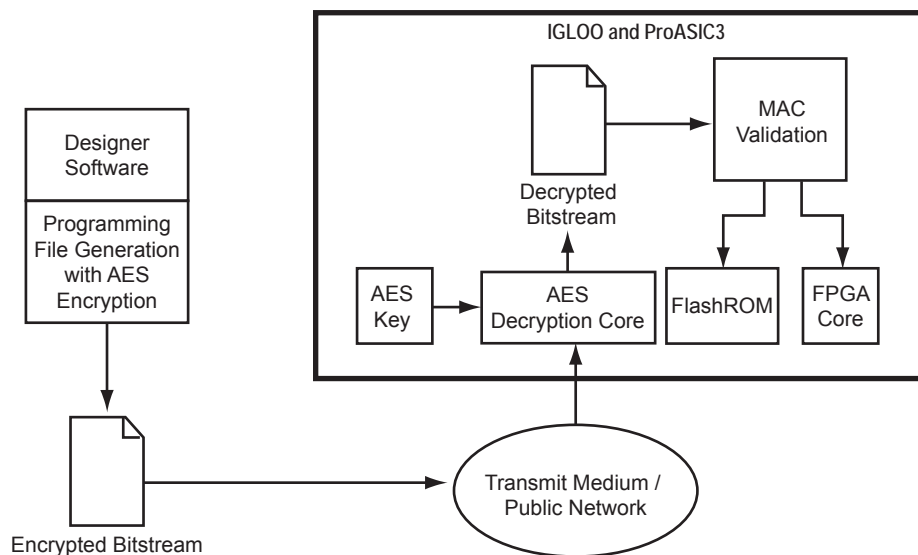 IGLOO and ProASIC3
Designer
Software
Programming
File Generation
with AES
Encryption
Encrypted Bitstream
Transmit Medium /
Public Network
AES
Key
AES
Decryption Core
Decrypted
Bitstream
MAC
Validation
FlashROM
FPGA
Core